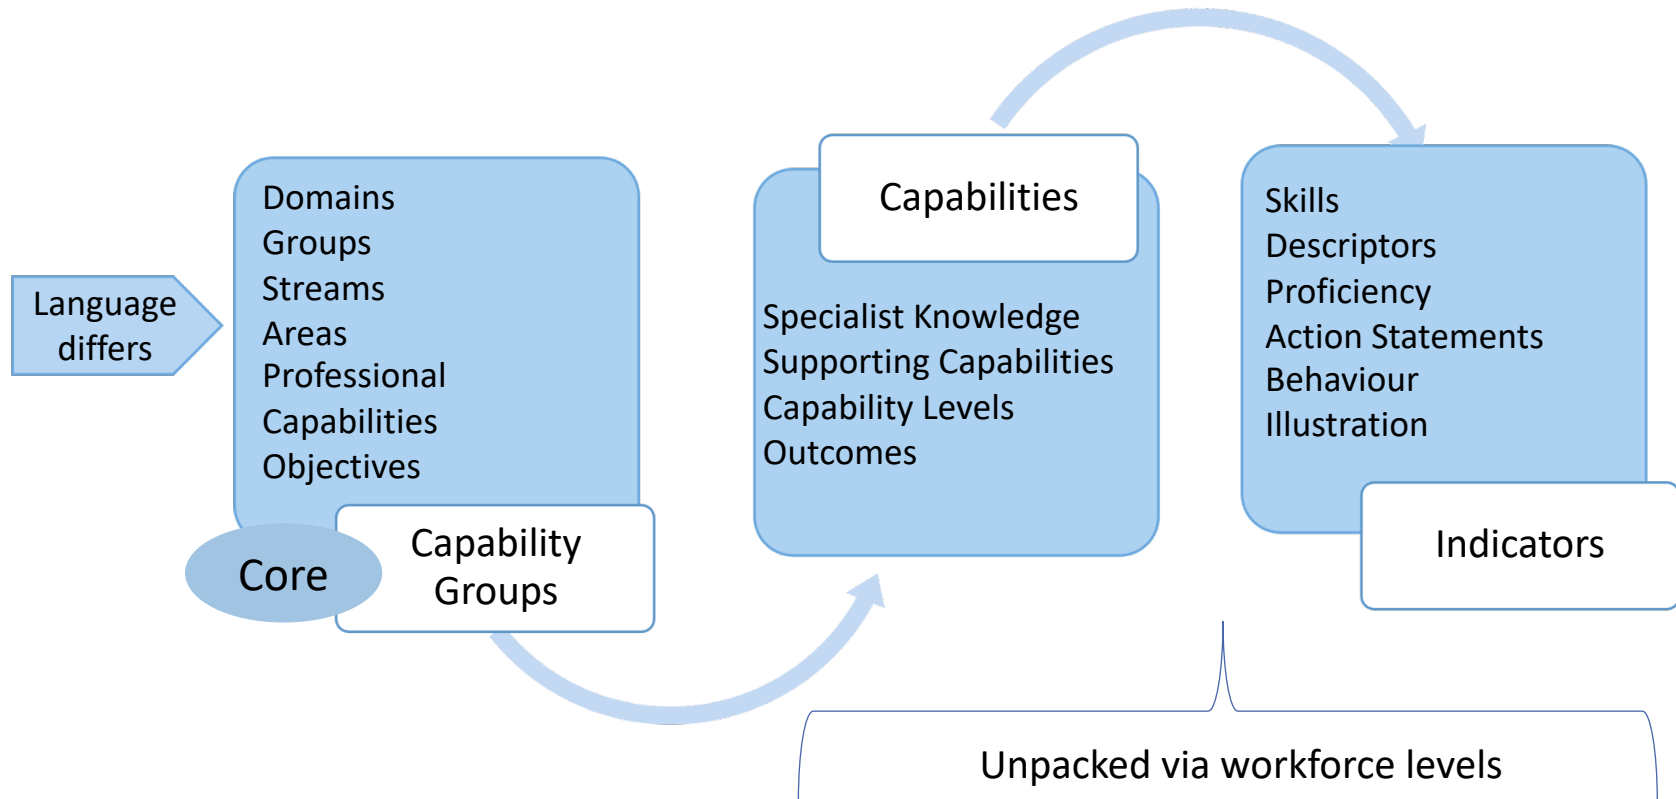 Language
differs
Domains
Groups
Streams
Areas
Professional
Capabilities
Objectives
Core
Capability
Groups
Capabilities
Specialist Knowledge
Supporting Capabilities
Capability Levels
Outcomes
Skills
Descriptors
Proficiency
Action Statements
Behaviour
Illustration
Indicators
Unpacked via workforce levels